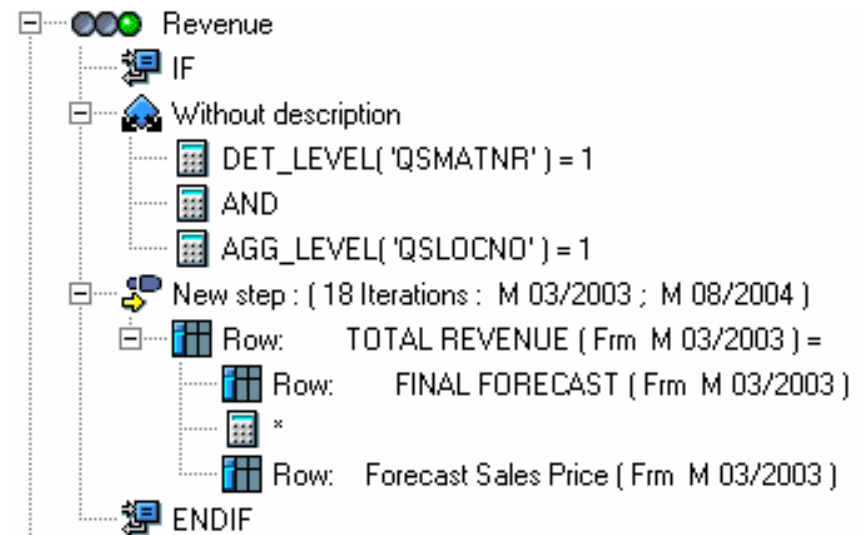 Revenue
IF
Without description
DET_LEVEL( 'QSMATNR' ) = 1
AND
AGG_LEVEL( 'QSLOCNO' ) = 1
New step : ( 18 Iterations : M 03/2003 ; M 08/2004 )
Row: TOTAL REVENUE ( Frm M 03/2003 ) =
Row: FINAL FORECAST ( Frm M 03/2003 )
*
Row: Forecast Sales Price ( Frm M 03/2003 )
ENDIF